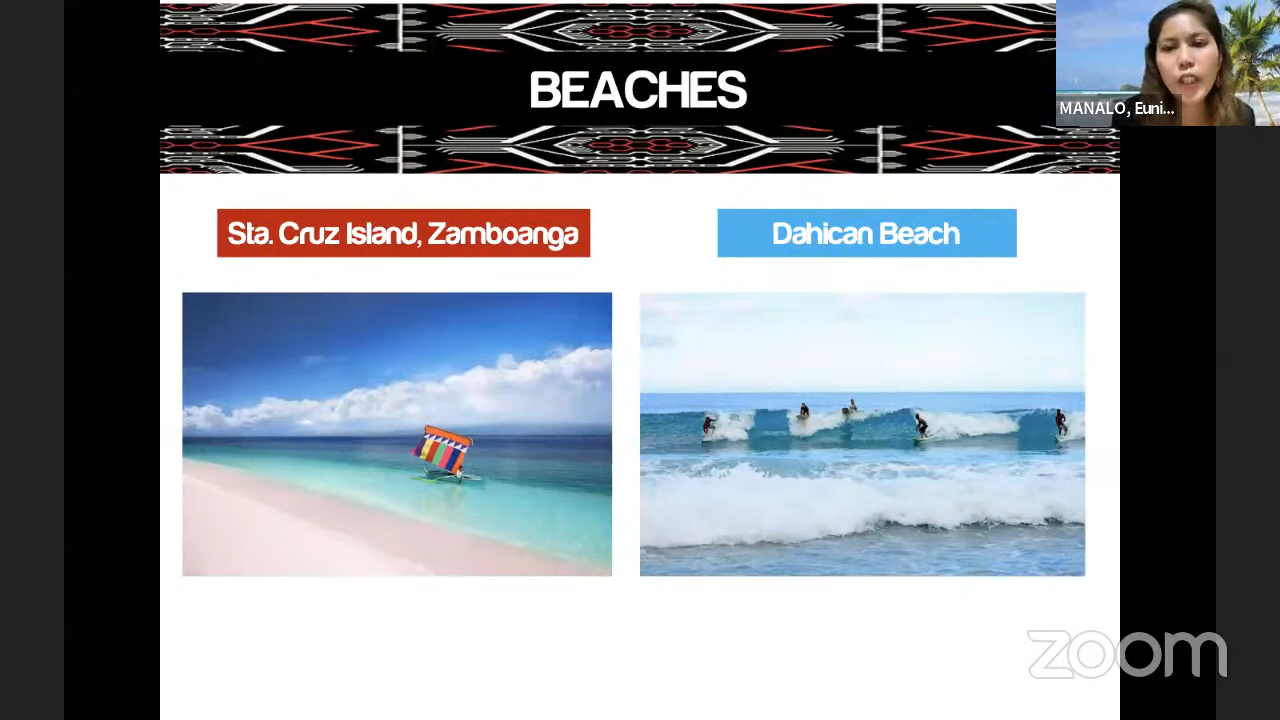 BEACHES
MANALO, Euni...
Sta. Cruz Island, Zamboanga
Dahican Beach
zoom